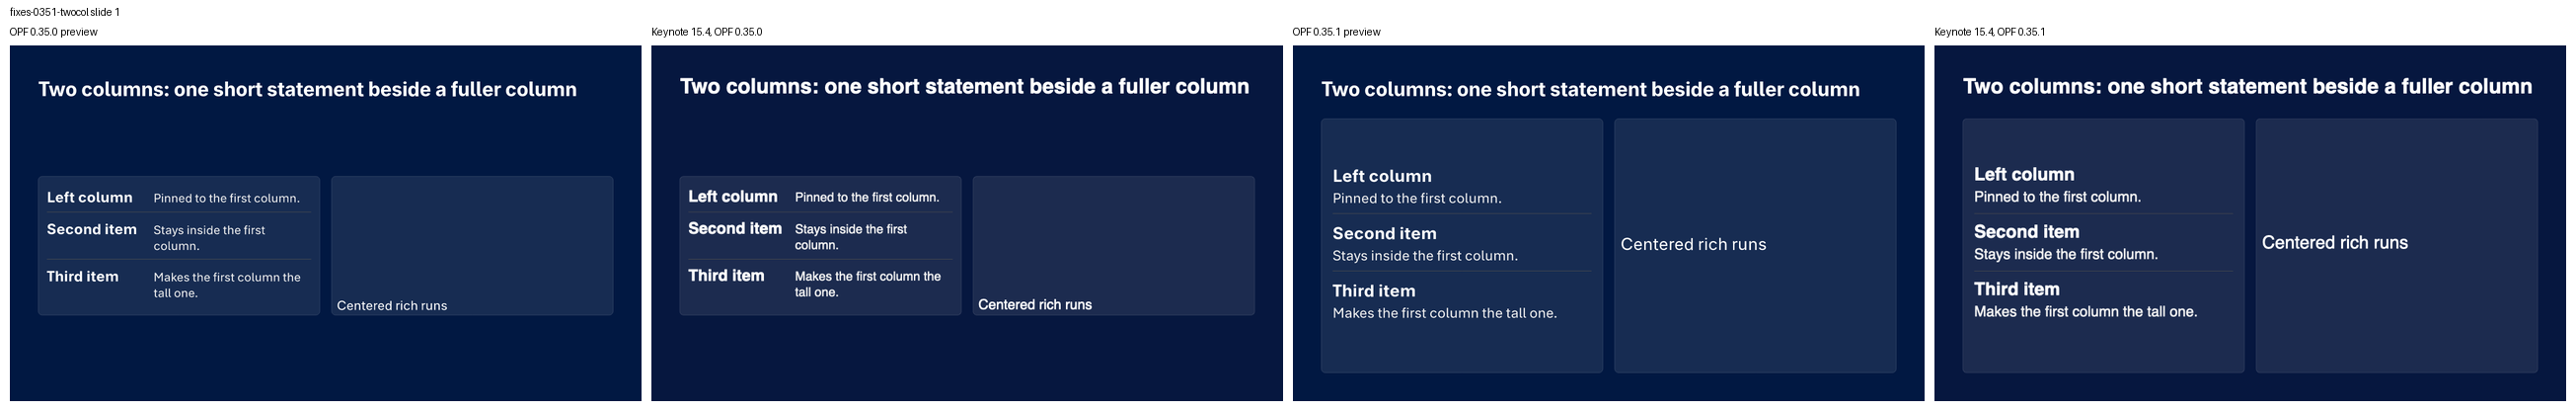 fixes-0351-twocol slide 1
OPF 0.35.0 preview
Two columns: one short statement beside a fuller column
Left column Pinned to the first column.
Second item Stays inside the first
column.
Third item Makes the first column the
tall one.
Centered rich runs
Keynote 15.4, OPF 0.35.0
Two columns: one short statement beside a fuller column
Left column Pinned to the first column.
Second item Stays inside the first
column.
Third item Makes the first column the
tall one.
Centered rich runs
OPF 0.35.1 preview
Two columns: one short statement beside a fuller column
Left column
Pinned to the first column.
Second item
Stays inside the first column.
Third item
Makes the first column the tall one.
Centered rich runs
Keynote 15.4, OPF 0.35.1
Two columns: one short statement beside a fuller column
Left column
Pinned to the first column.
Second item
Stays inside the first column.
Third item
Makes the first column the tall one.
Centered rich runs